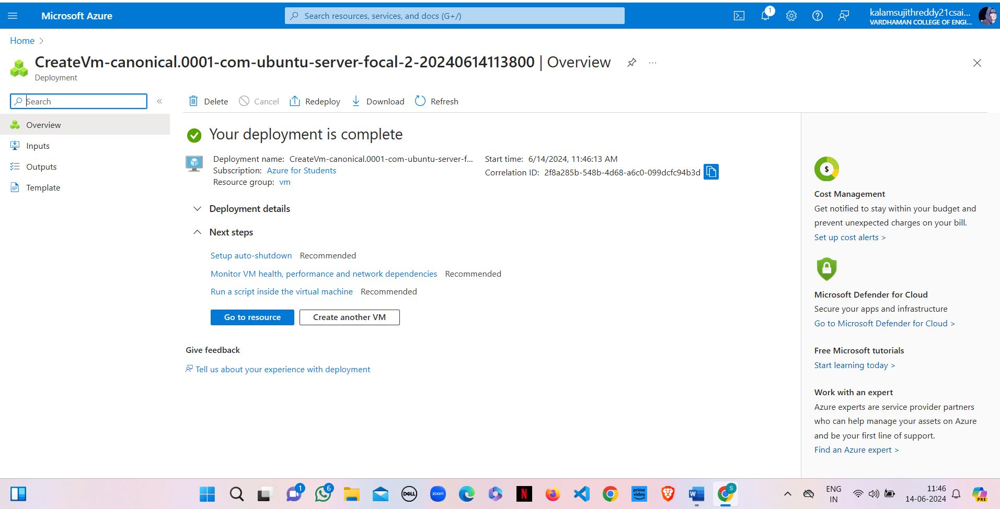 Microsoft Azure
Search resources, services, and docs (G+/)
1
kalamsujithreddy21csai...
VARDHAMAN COLLEGE OF ENGI...
Home >
CreateVm-canonical.0001-com-ubuntu-server-focal-2-20240614113800 | Overview
...
Deployment
Search
«
Delete
Cancel
Redeploy
Download
Refresh
Overview
Inputs
Outputs
Template
Your deployment is complete
Deployment name: CreateVm-canonical.0001-com-ubuntu-server-f...
Subscription: Azure for Students
Resource group: vm
Start time: 6/14/2024, 11:46:13 AM
Correlation ID: 2f8a285b-548b-4d68-a6c0-099dcfc94b3d
Deployment details
Next steps
Setup auto-shutdown Recommended
Monitor VM health, performance and network dependencies Recommended
Run a script inside the virtual machine Recommended
Go to resource
Create another VM
Give feedback
Tell us about your experience with deployment
$
Cost Management
Get notified to stay within your budget and
prevent unexpected charges on your bill.
Set up cost alerts >
Microsoft Defender for Cloud
Secure your apps and infrastructure
Go to Microsoft Defender for Cloud >
Free Microsoft tutorials
Start learning today >
Work with an expert
Azure experts are service provider partners
who can help manage your assets on Azure
and be your first line of support.
Find an Azure expert >
1
6
DELL
zoom
N
prime video
W
S
ENG
IN
11:46
14-06-2024
PRE